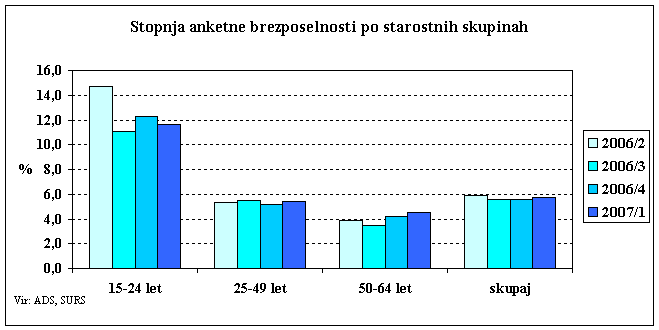 Stopnja anketne brezposelnosti po starostnih skupinah
16,0
14,0
12,0
10,0
8,0
6,0
4,0
2,0
0,0
%
15-24 let
25-49 let
50-64 let
skupaj
2006/2
2006/3
2006/4
2007/1
Vir: ADS, SURS